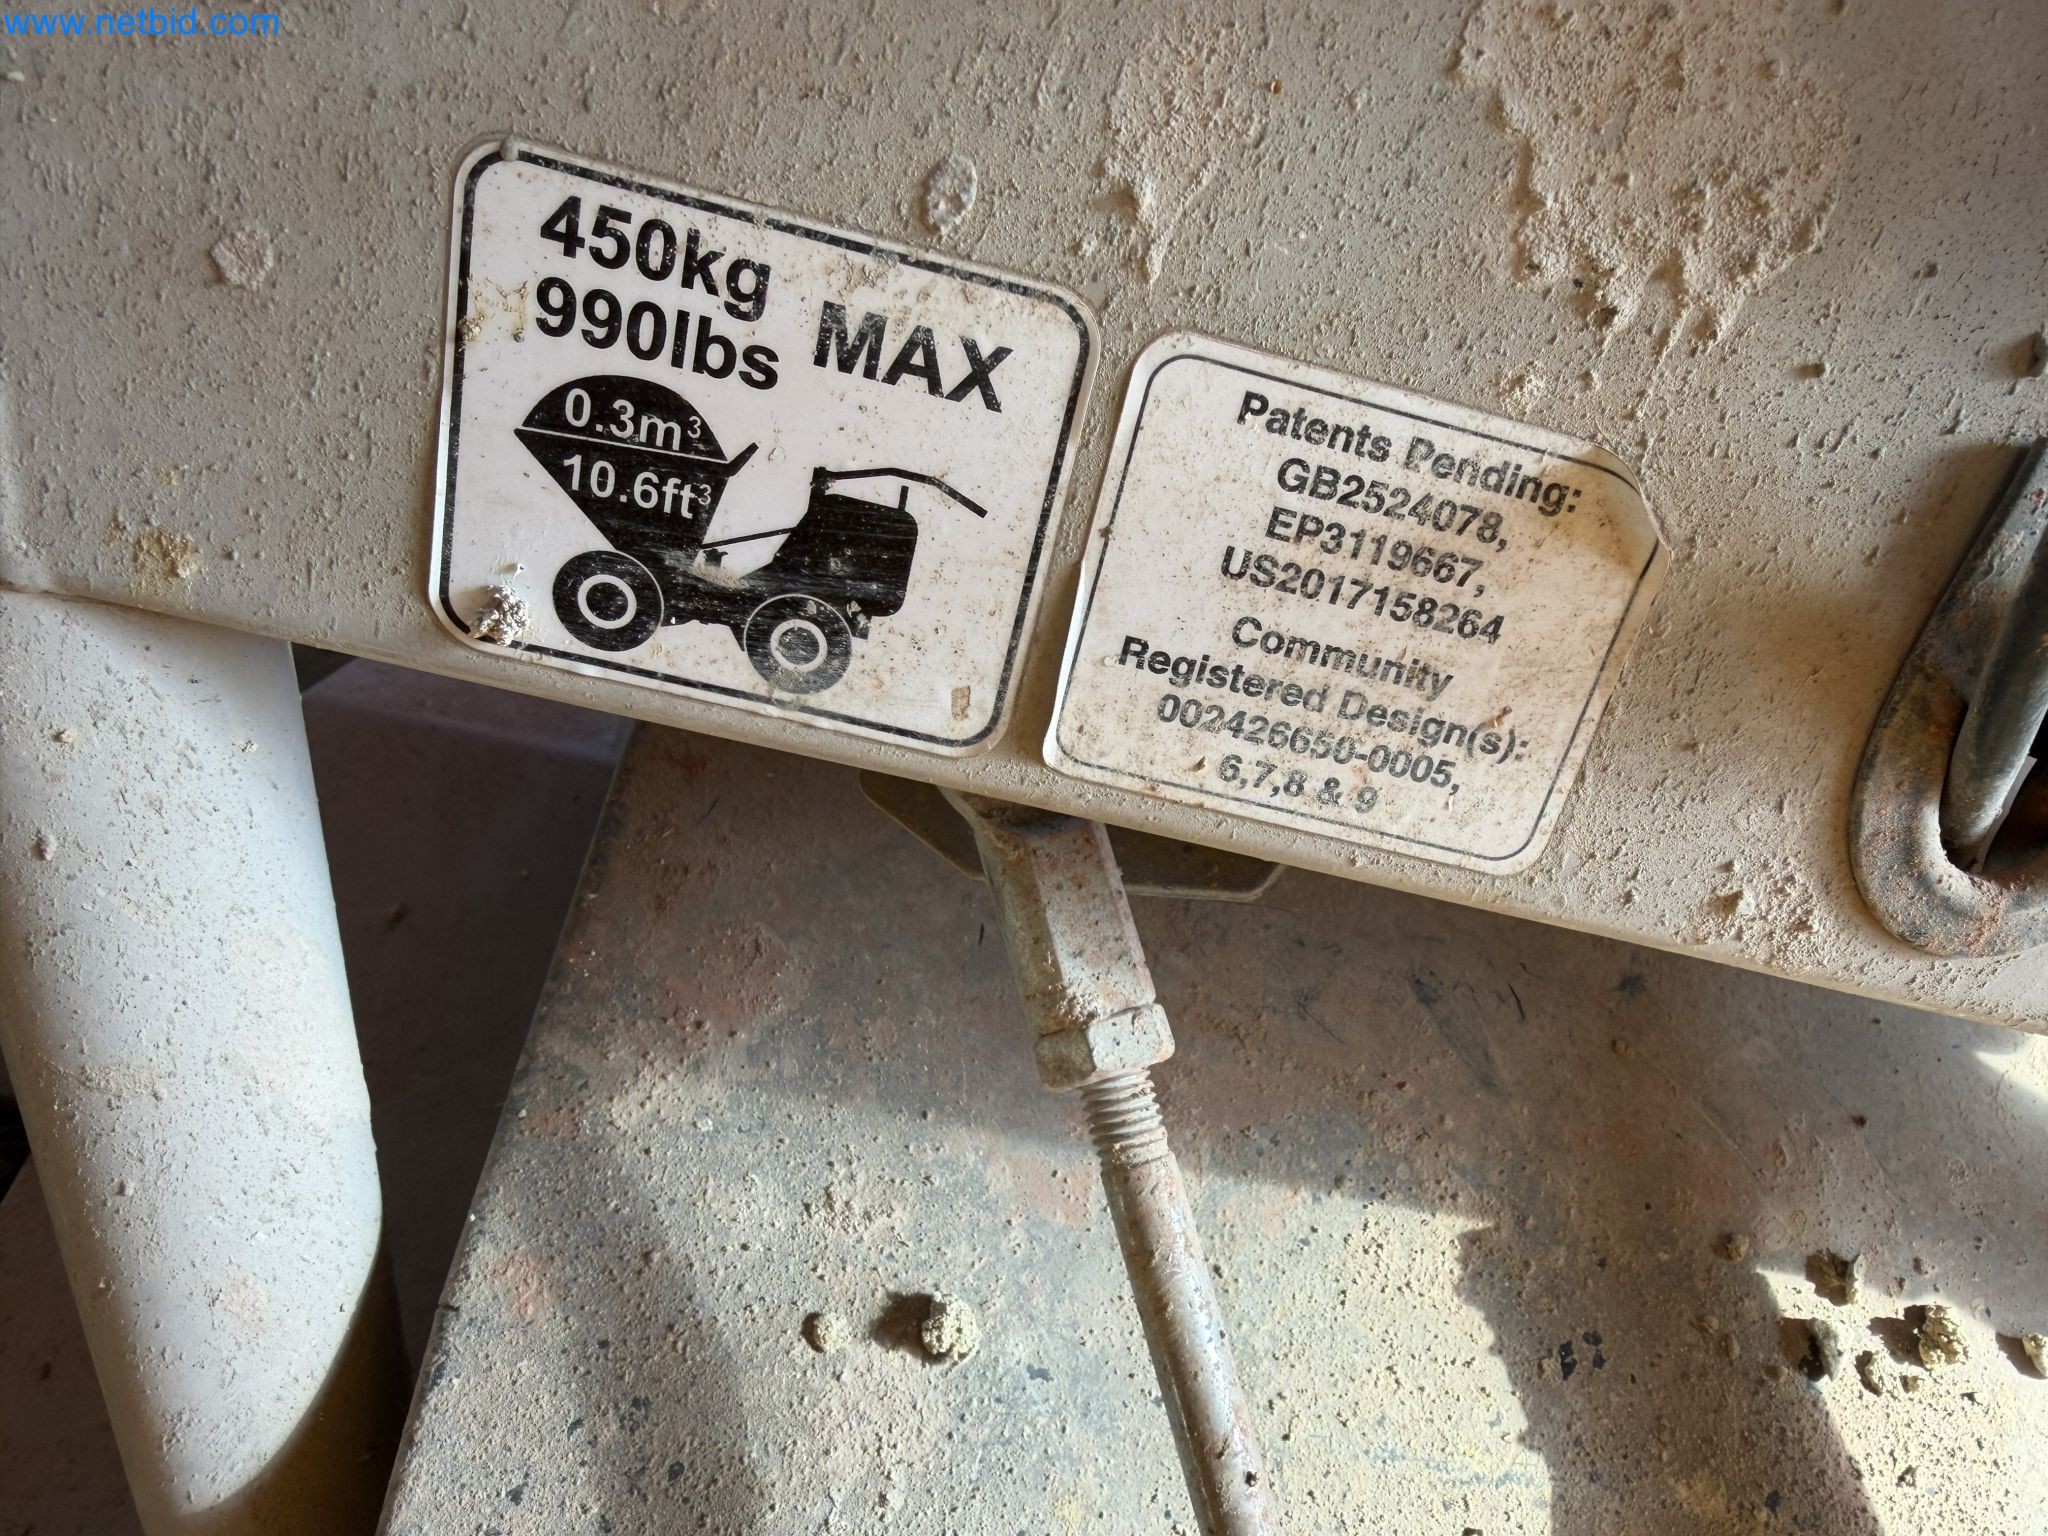 www.netbid.com
450kg
990lbs
MAX
0.3m³
10.6ft³
Patents Pending:
GB2524078,
EP3119667,
US2017158264
Community
Registered Design(s):
002426650-0005,
6,7,8 & 9